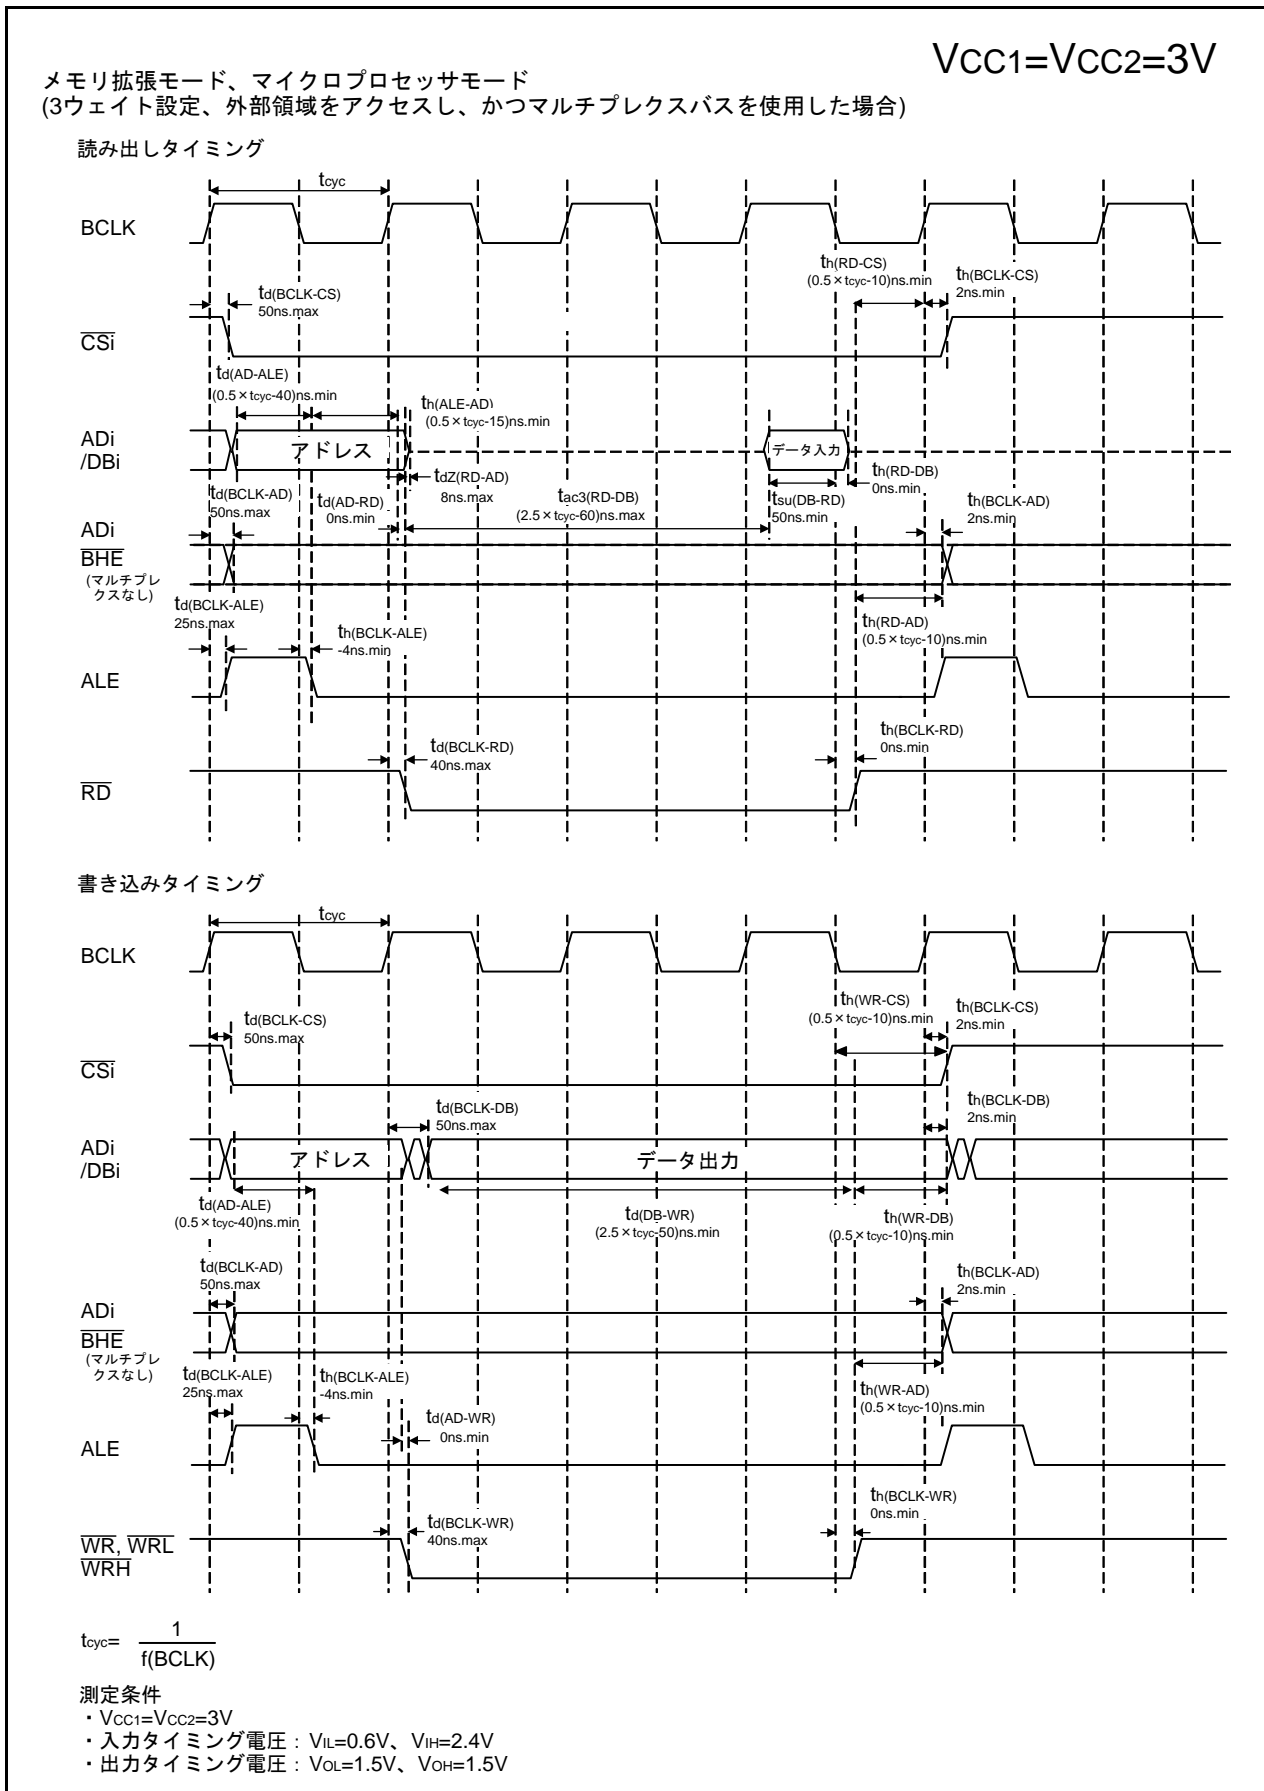 VCC1=VCC2=3V
メモリ拡張モード、マイクロプロセッサモード
(3ウェイト設定、外部領域をアクセスし、かつマルチプレクスバスを使用した場合)
読み出しタイミング
tcyc
BCLK
th(RD-CS)
(0.5×tcyc-10)ns.min
th(BCLK-CS)
2ns.min
td(BCLK-CS)
50ns.max
CSi
td(AD-ALE)
(0.5×tcyc-40)ns.min
th(ALE-AD)
(0.5×tcyc-15)ns.min
ADi
/DBi
アドレス
データ入力
tdZ(RD-AD)
8ns.max
th(RD-DB)
0ns.min
td(BCLK-AD)
50ns.max
td(AD-RD)
0ns.min
tac3(RD-DB)
(2.5×tcyc-60)ns.max
tsu(DB-RD)
50ns.min
th(BCLK-AD)
2ns.min
ADi
BHE
(マルチプレ
クスなし)
td(BCLK-ALE)
25ns.max
th(BCLK-ALE)
-4ns.min
th(RD-AD)
(0.5×tcyc-10)ns.min
ALE
td(BCLK-RD)
40ns.max
th(BCLK-RD)
0ns.min
RD
書き込みタイミング
tcyc
BCLK
th(WR-CS)
(0.5×tcyc-10)ns.min
th(BCLK-CS)
2ns.min
td(BCLK-CS)
50ns.max
CSi
td(BCLK-DB)
50ns.max
th(BCLK-DB)
2ns.min
ADi
/DBi
アドレス
データ出力
td(AD-ALE)
(0.5×tcyc-40)ns.min
td(DB-WR)
(2.5×tcyc-50)ns.min
th(WR-DB)
(0.5×tcyc-10)ns.min
td(BCLK-AD)
50ns.max
th(BCLK-AD)
2ns.min
ADi
BHE
(マルチプレ
クスなし)
td(BCLK-ALE)
25ns.max
th(BCLK-ALE)
-4ns.min
th(WR-AD)
(0.5×tcyc-10)ns.min
td(AD-WR)
0ns.min
ALE
td(BCLK-WR)
40ns.max
th(BCLK-WR)
0ns.min
WR, WRL
WRH
tcyc= 1
f(BCLK)
測定条件
・VCC1=VCC2=3V
・入力タイミング電圧：VIL=0.6V、VIH=2.4V
・出力タイミング電圧：VOL=1.5V、VOH=1.5V